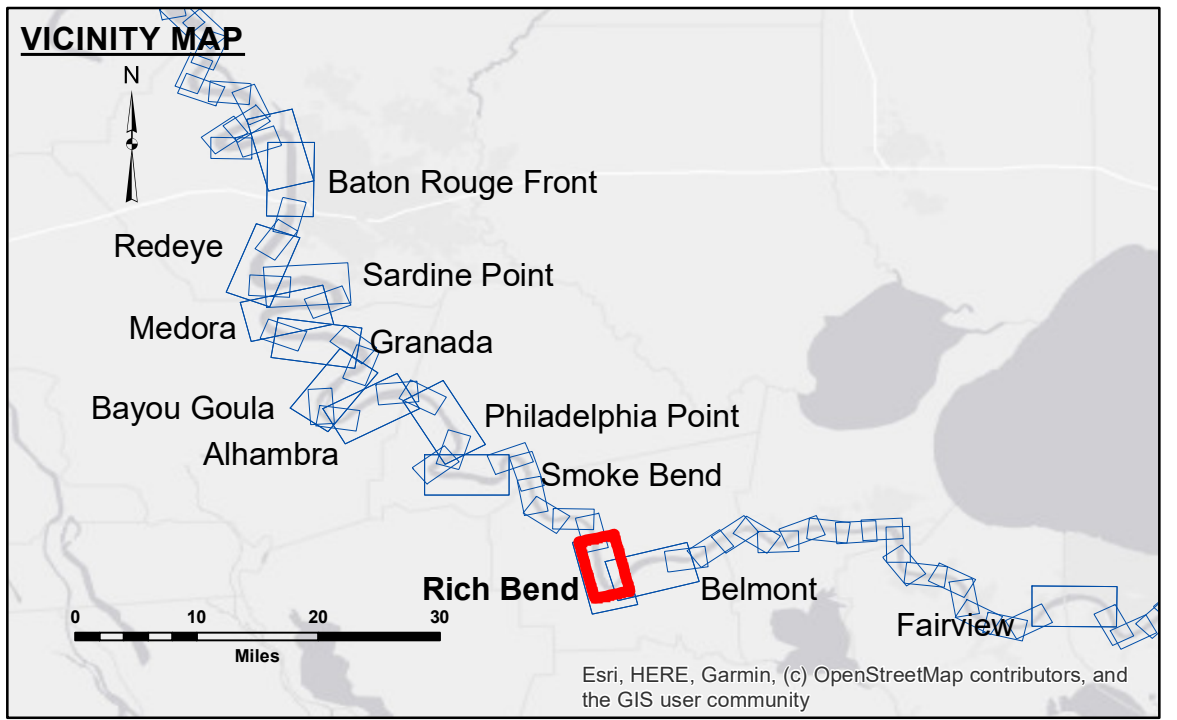 VICINITY MAP
N
Baton Rouge Front
Redeye
Sardine Point
Medora
Granada
Bayou Goula
Philadelphia Point
Alhambra
Smoke Bend
Rich Bend
Belmont
Fairview
0 10 20 30
Miles
Esri, HERE, Garmin, (c) OpenStreetMap contributors, and
the GIS user community